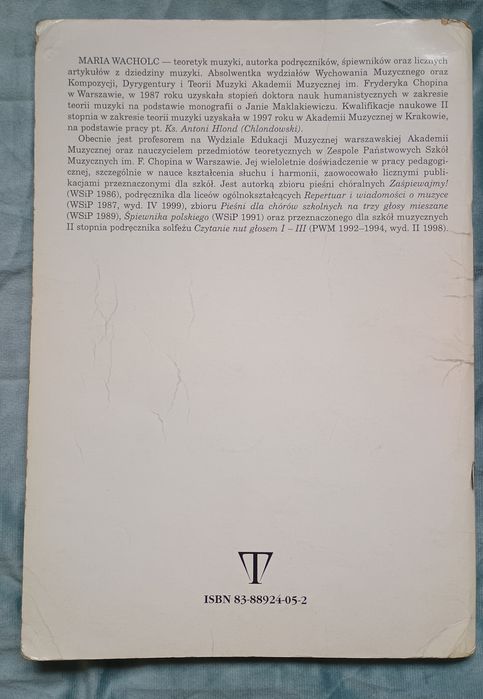 MARIA WACHOLC — teoretyk muzyki, autorka podręczników, śpiewników oraz licznych
artykułów z dziedziny muzyki. Absolwentka wydziałów Wychowania Muzycznego oraz
Kompozycji, Dyrygentury i Teorii Muzyki Akademii Muzycznej im. Fryderyka Chopina
w Warszawie, w 1987 roku uzyskała stopień doktora nauk humanistycznych w zakresie
teorii muzyki na podstawie monografii o Janie Maklakiewiczu. Kwalifikacje naukowe II
stopnia w zakresie teorii muzyki uzyskała w 1997 roku w Akademii Muzycznej w Krakowie,
na podstawie pracy pt. Ks. Antoni Hlond (Chlondowski).
Obecnie jest profesorem na Wydziale Edukacji Muzycznej warszawskiej Akademii
Muzycznej oraz nauczycielem przedmiotów teoretycznych w Zespole Państwowych Szkół
Muzycznych im. F. Chopina w Warszawie. Jej wieloletnie doświadczenie w pracy pedagogi-
cznej, szczególnie w nauce kształcenia słuchu i harmonii, zaowocowało licznymi publi-
kacjami przeznaczonymi dla szkół. Jest autorką zbioru pieśni chóralnych Zaśpiewajmy!
(WSiP 1986), podręcznika dla liceów ogólnokształcących Repertuar i wiadomości o muzyce
(WSiP 1987, wyd. IV 1999), zbioru Pieśni dla chórów szkolnych na trzy głosy mieszane
(WSiP 1989), Śpiewnika polskiego (WSiP 1991) oraz przeznaczonego dla szkół muzycznych
II stopnia podręcznika solfeżu Czytanie nut głosem I – III (PWM 1992–1994, wyd. II 1998).
ISBN 83-88924-05-2